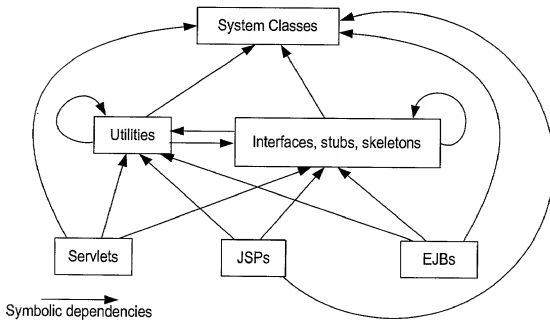 System Classes
Utilities
Interfaces, stubs, skeletons
Servlets
JSPs
EJBs
Symbolic dependencies